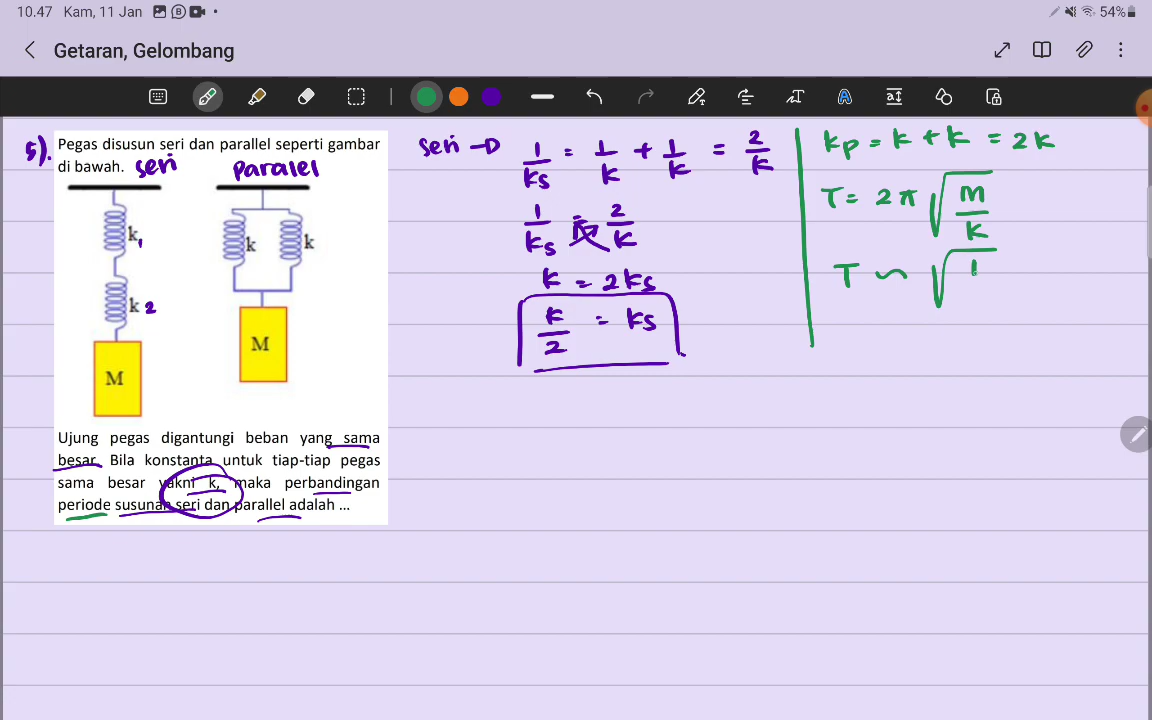 10.47 Kam, 11 Jan
54%
Getaran, Gelombang
5).
Pegas disusun seri dan parallel seperti gambar
di bawah. seri paralel
k1
k 2
M
k
k
M
Ujung pegas digantungi beban yang sama
besar. Bila konstanta untuk tiap-tiap pegas
sama besar yakni k, maka perbandingan
periode susunan seri dan parallel adalah ...
Seri → 1/ks = 1/k + 1/k = 2/k
1/ks = 2/k
k = 2ks
k/2 = ks
kp = k + k = 2k
T = 2π √(M/k)
T ~ √1